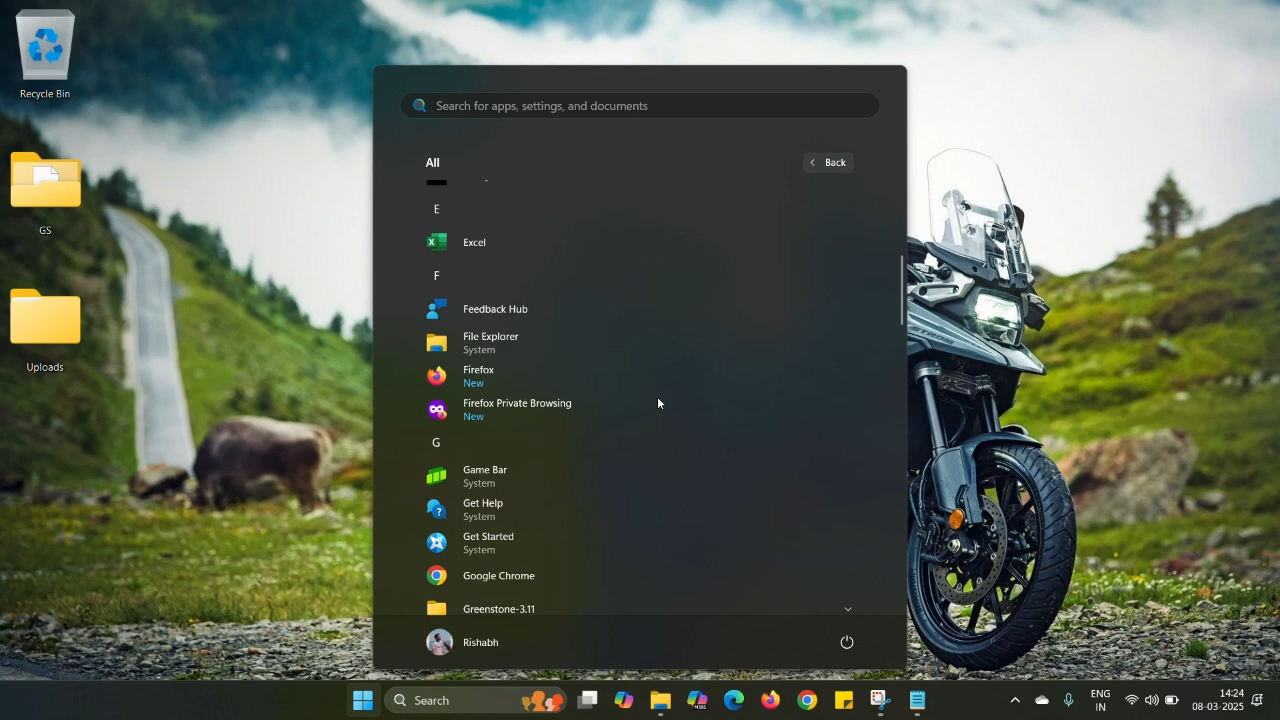 Recycle Bin
GS
Uploads
Search for apps, settings, and documents
All
Back
E
Excel
F
Feedback Hub
File Explorer
System
Firefox
New
Firefox Private Browsing
New
G
Game Bar
System
Get Help
System
Get Started
System
Google Chrome
Greenstone-3.11
Rishabh
Search
ENG
IN
14:24
08-03-2025